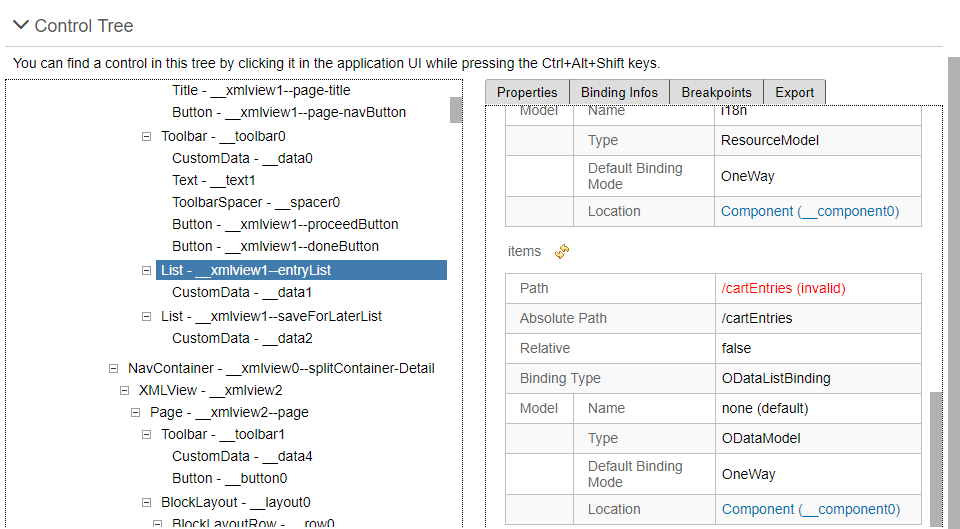 Control Tree
You can find a control in this tree by clicking it in the application UI while pressing the Ctrl+Alt+Shift keys.
Title - __xmlview1--page-title
Button - __xmlview1--page-navButton
Toolbar - __toolbar0
CustomData - __data0
Text - __text1
ToolbarSpacer - __spacer0
Button - __xmlview1--proceedButton
Button - __xmlview1--doneButton
List - __xmlview1--entryList
CustomData - __data1
List - __xmlview1--saveForLaterList
CustomData - __data2
NavContainer - __xmlview0--splitContainer-Detail
XMLView - __xmlview2
Page - __xmlview2--page
Toolbar - __toolbar1
CustomData - __data4
Button - __button0
BlockLayout - __layout0
BlockLayoutRow - __row0
Properties Binding Infos Breakpoints Export
Model Name i18n
Type ResourceModel
Default Binding
Mode OneWay
Location Component (__component0)
items
Path /cartEntries (invalid)
Absolute Path /cartEntries
Relative false
Binding Type ODataListBinding
Model Name none (default)
Type ODataModel
Default Binding
Mode OneWay
Location Component (__component0)